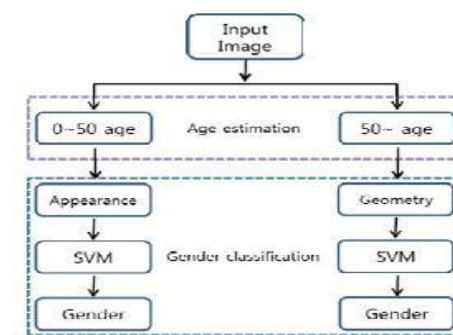 Input
Image
0~50 age
Age estimation
50~ age
Appearance
Geometry
SVM
Gender classification
SVM
Gender
Gender